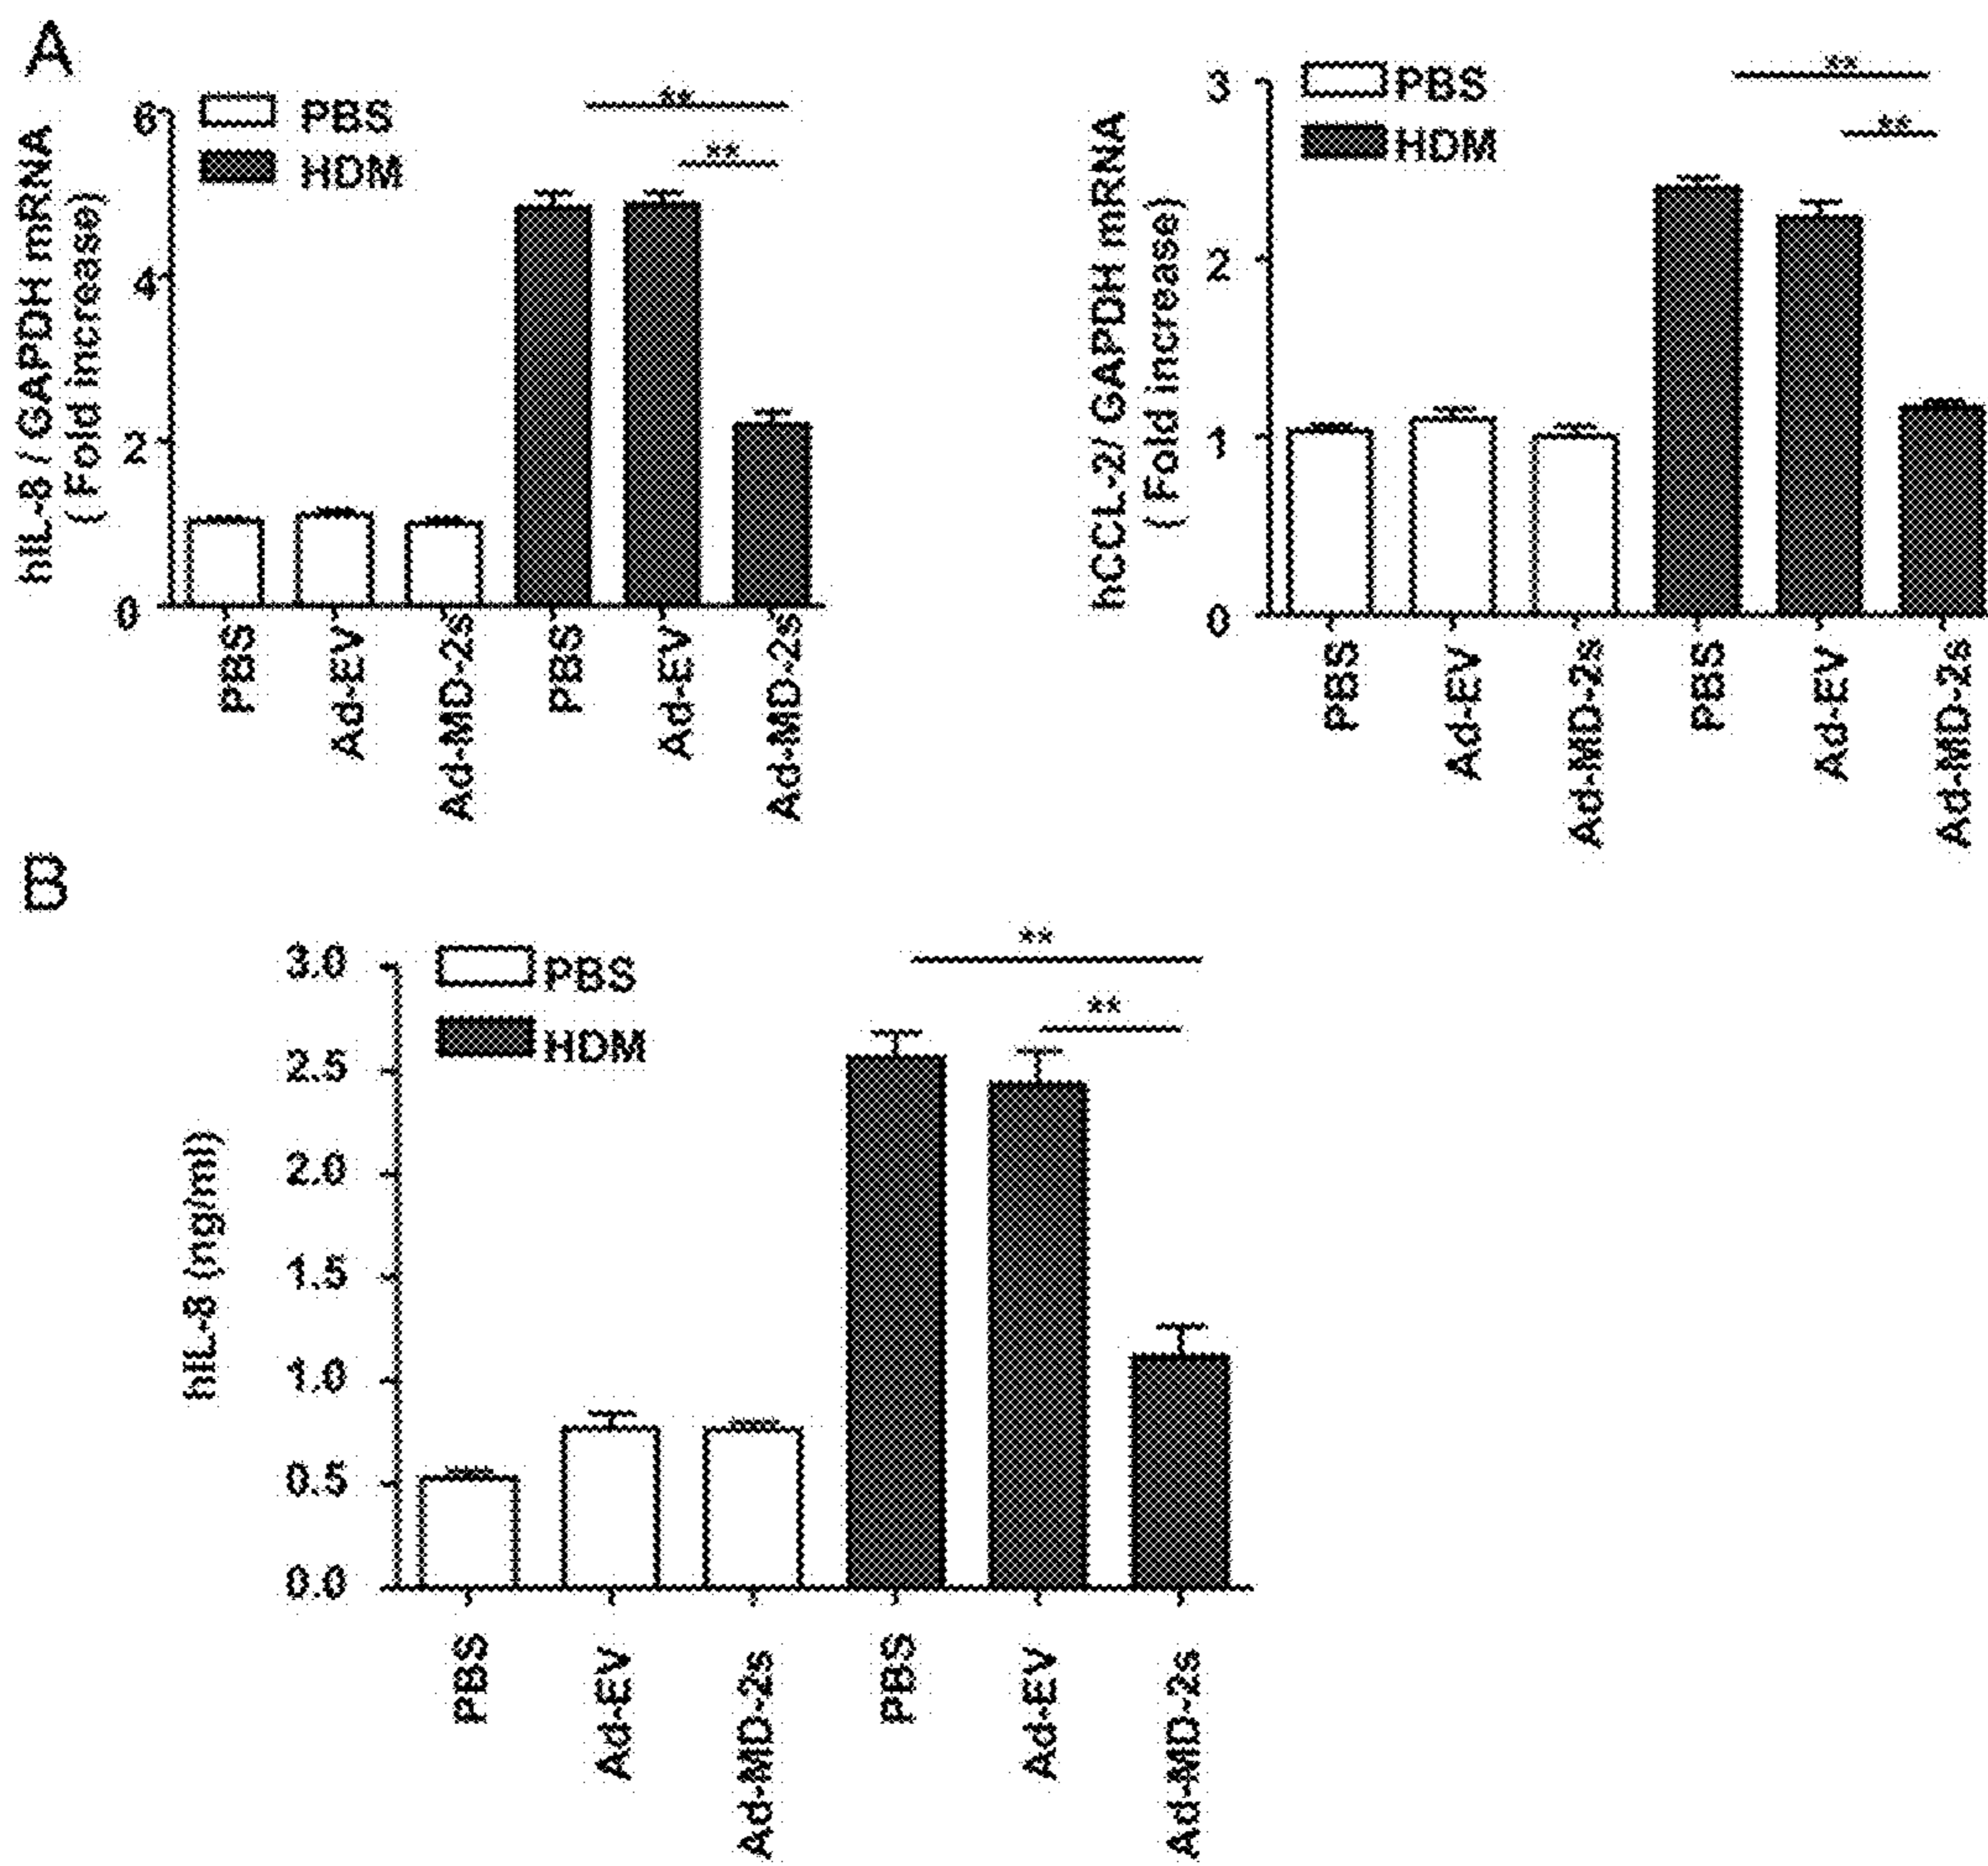 A
hIL-8 / GAPDH mRNA
( Fold increase)
6
4
2
0
PBS
HDM
**
**
PBS
Ad-EV
Ad-MD-2s
PBS
Ad-EV
Ad-MD-2s
hCCL-2/ GAPDH mRNA
( Fold increase)
3
2
1
0
PBS
HDM
**
**
PBS
Ad-EV
Ad-MD-2s
PBS
Ad-EV
Ad-MD-2s
B
hIL-8 (ng/ml)
3.0
2.5
2.0
1.5
1.0
0.5
0.0
PBS
HDM
**
**
PBS
Ad-EV
Ad-MD-2s
PBS
Ad-EV
Ad-MD-2s